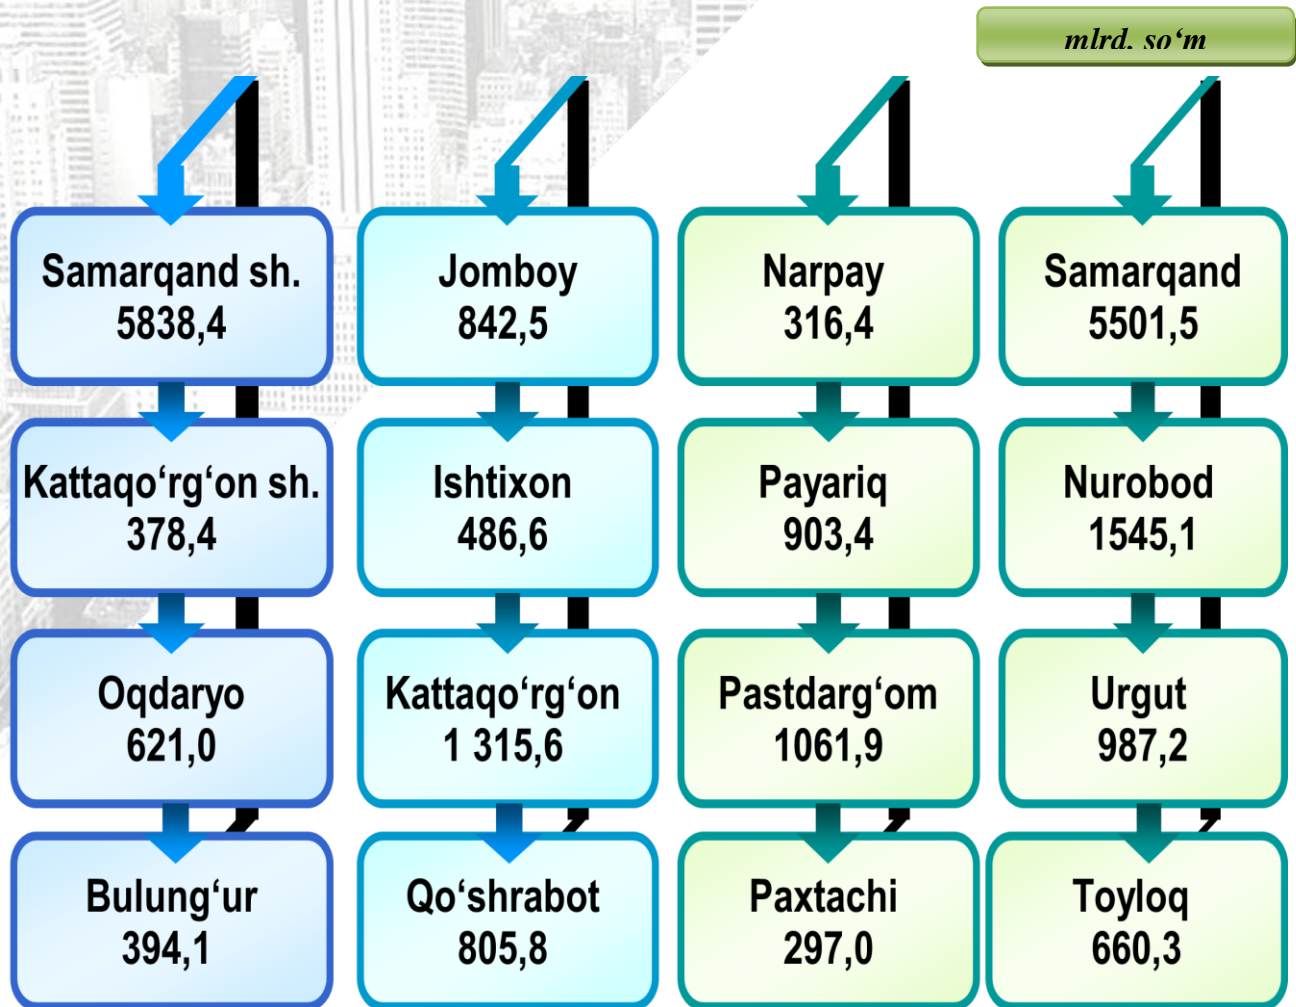 mlrd. so‘m
Samarqand sh.
5838,4
Jomboy
842,5
Narpay
316,4
Samarqand
5501,5
Kattaqo‘rg‘on sh.
378,4
Ishtixon
486,6
Payariq
903,4
Nurobod
1545,1
Oqdaryo
621,0
Kattaqo‘rg‘on
1 315,6
Pastdarg‘om
1061,9
Urgut
987,2
Bulung‘ur
394,1
Qo‘shrabot
805,8
Paxtachi
297,0
Toyloq
660,3